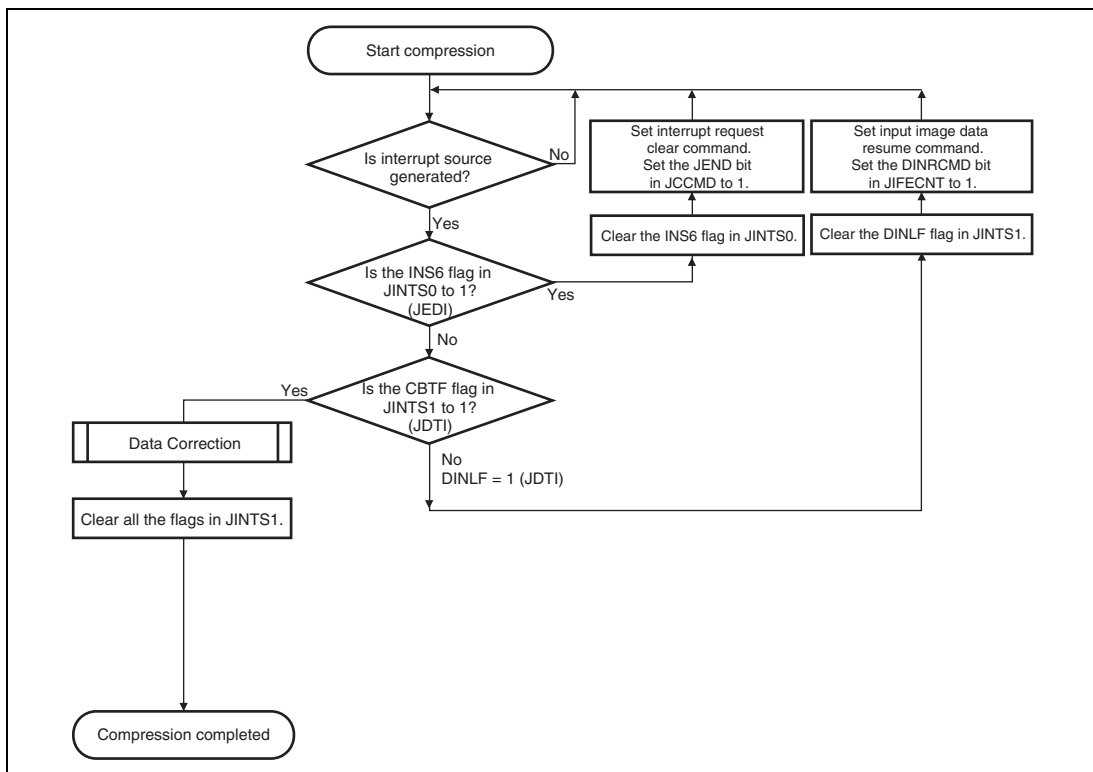 Start compression
Is interrupt source
generated?
No
Yes
Set interrupt request
clear command.
Set the JEND bit
in JCCMD to 1.
Set input image data
resume command.
Set the DINRCMD bit
in JIFECNT to 1.
Clear the INS6 flag in JINTS0.
Clear the DINLF flag in JINTS1.
Is the INS6 flag in
JINTS0 to 1?
(JEDI)
Yes
No
Is the CBTF flag in
JINTS1 to 1?
(JDTI)
Yes
No
DINLF = 1 (JDTI)
Data Correction
Clear all the flags in JINTS1.
Compression completed